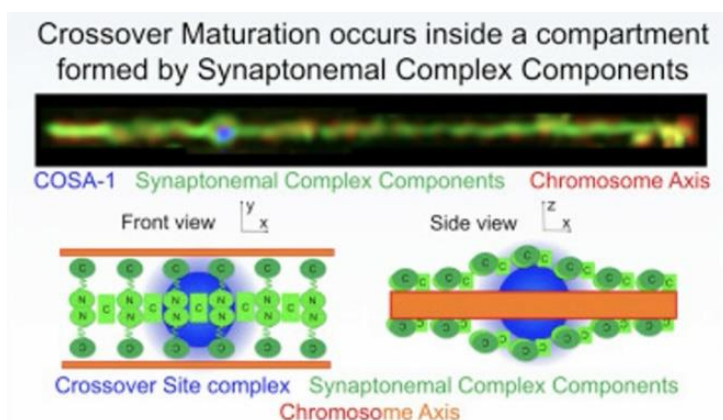 Crossover Maturation occurs inside a compartment
formed by Synaptonemal Complex Components
COSA-1 Synaptonemal Complex Components Chromosome Axis
Front view y x Side view z x
C C C C C C C C C C C C C C
N N N N N N
C C C C C
N N N N N N
C C C C C C C C C C C C C C
Crossover Site complex Synaptonemal Complex Components
Chromosome Axis